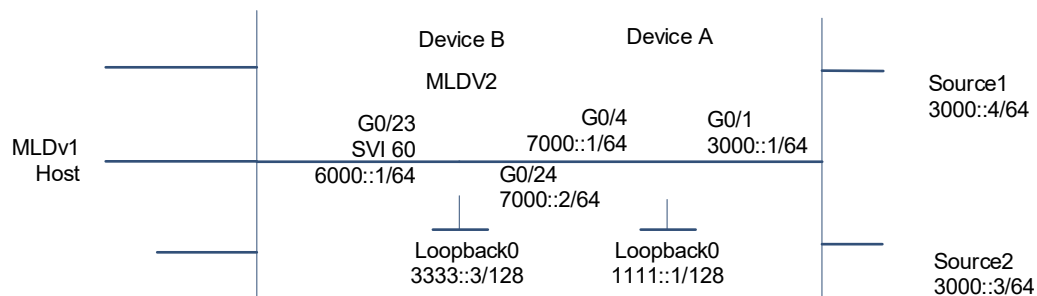 Device B
Device A
MLDV2
MLDv1
Host
G0/23
SVI 60
6000::1/64
G0/4
7000::1/64
G0/1
3000::1/64
G0/24
7000::2/64
Loopback0
3333::3/128
Loopback0
1111::1/128
Source1
3000::4/64
Source2
3000::3/64